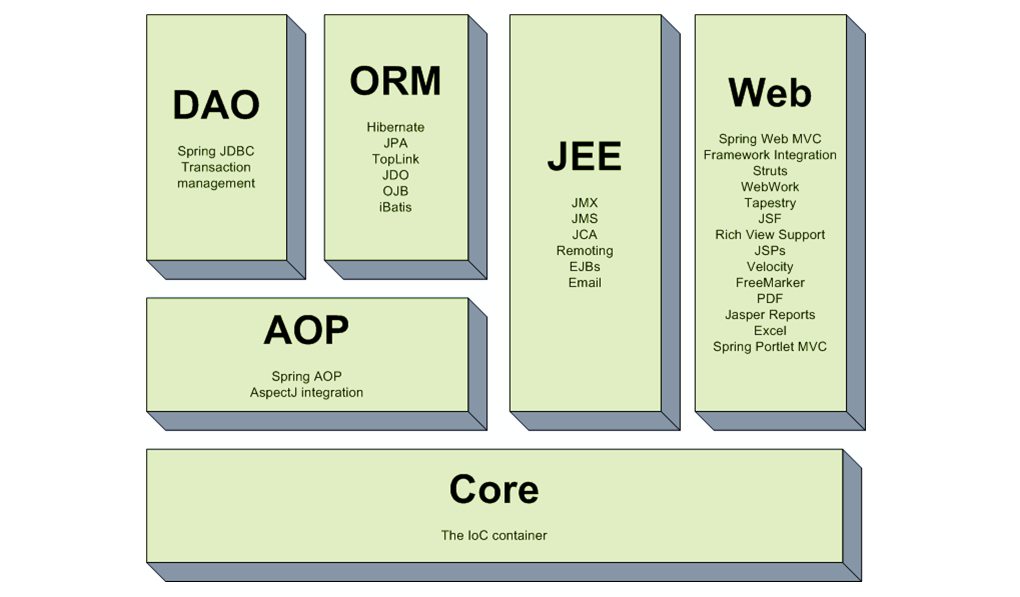 DAO
Spring JDBC
Transaction
management
ORM
Hibernate
JPA
TopLink
JDO
OJB
iBatis
JEE
JMX
JMS
JCA
Remoting
EJBs
Email
Web
Spring Web MVC
Framework Integration
Struts
WebWork
Tapestry
JSF
Rich View Support
JSPs
Velocity
FreeMarker
PDF
Jasper Reports
Excel
Spring Portlet MVC
AOP
Spring AOP
AspectJ integration
Core
The IoC container